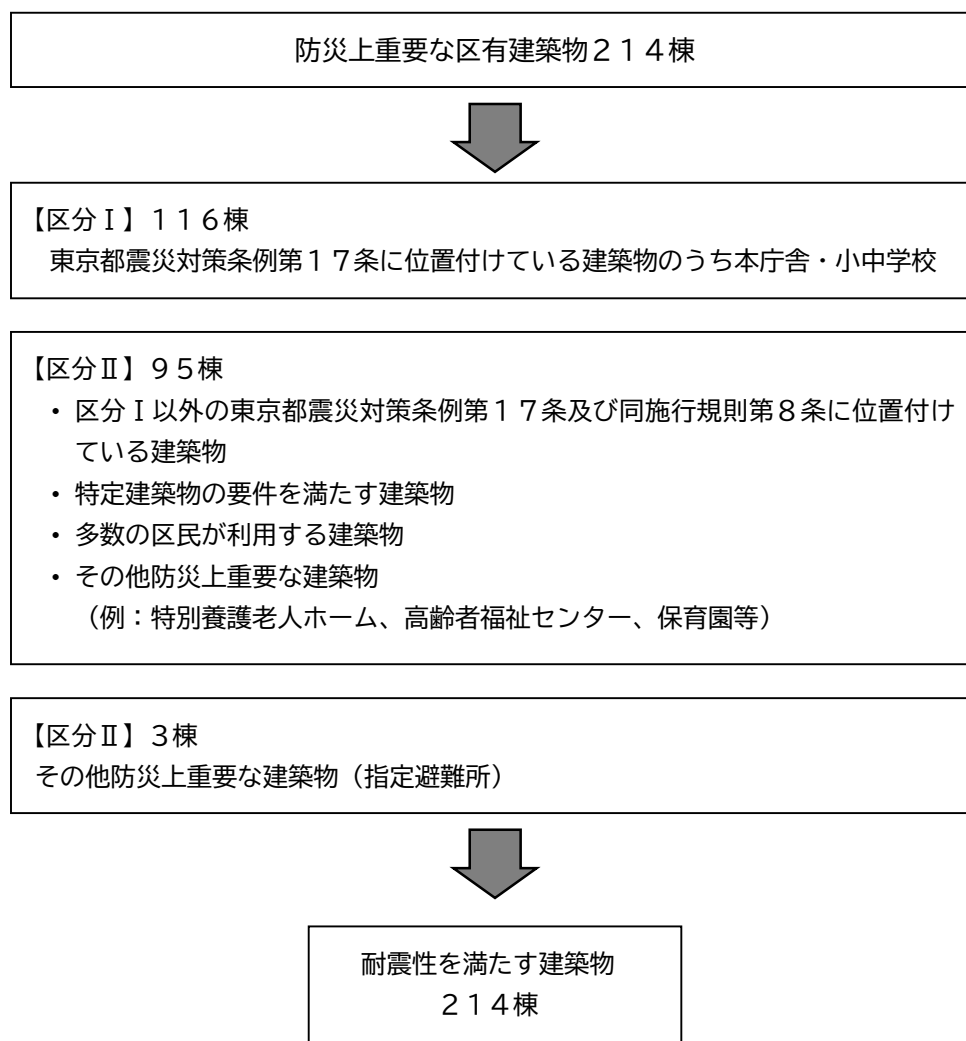 防災上重要な区有建築物２１４棟
【区分Ⅰ】１１６棟
東京都震災対策条例第１７条に位置付けている建築物のうち本庁舎・小中学校
【区分Ⅱ】９５棟
・区分Ⅰ以外の東京都震災対策条例第１７条及び同施行規則第８条に位置付け
ている建築物
・特定建築物の要件を満たす建築物
・多数の区民が利用する建築物
・その他防災上重要な建築物
（例：特別養護老人ホーム、高齢者福祉センター、保育園等）
【区分Ⅱ】３棟
その他防災上重要な建築物（指定避難所）
耐震性を満たす建築物
２１４棟